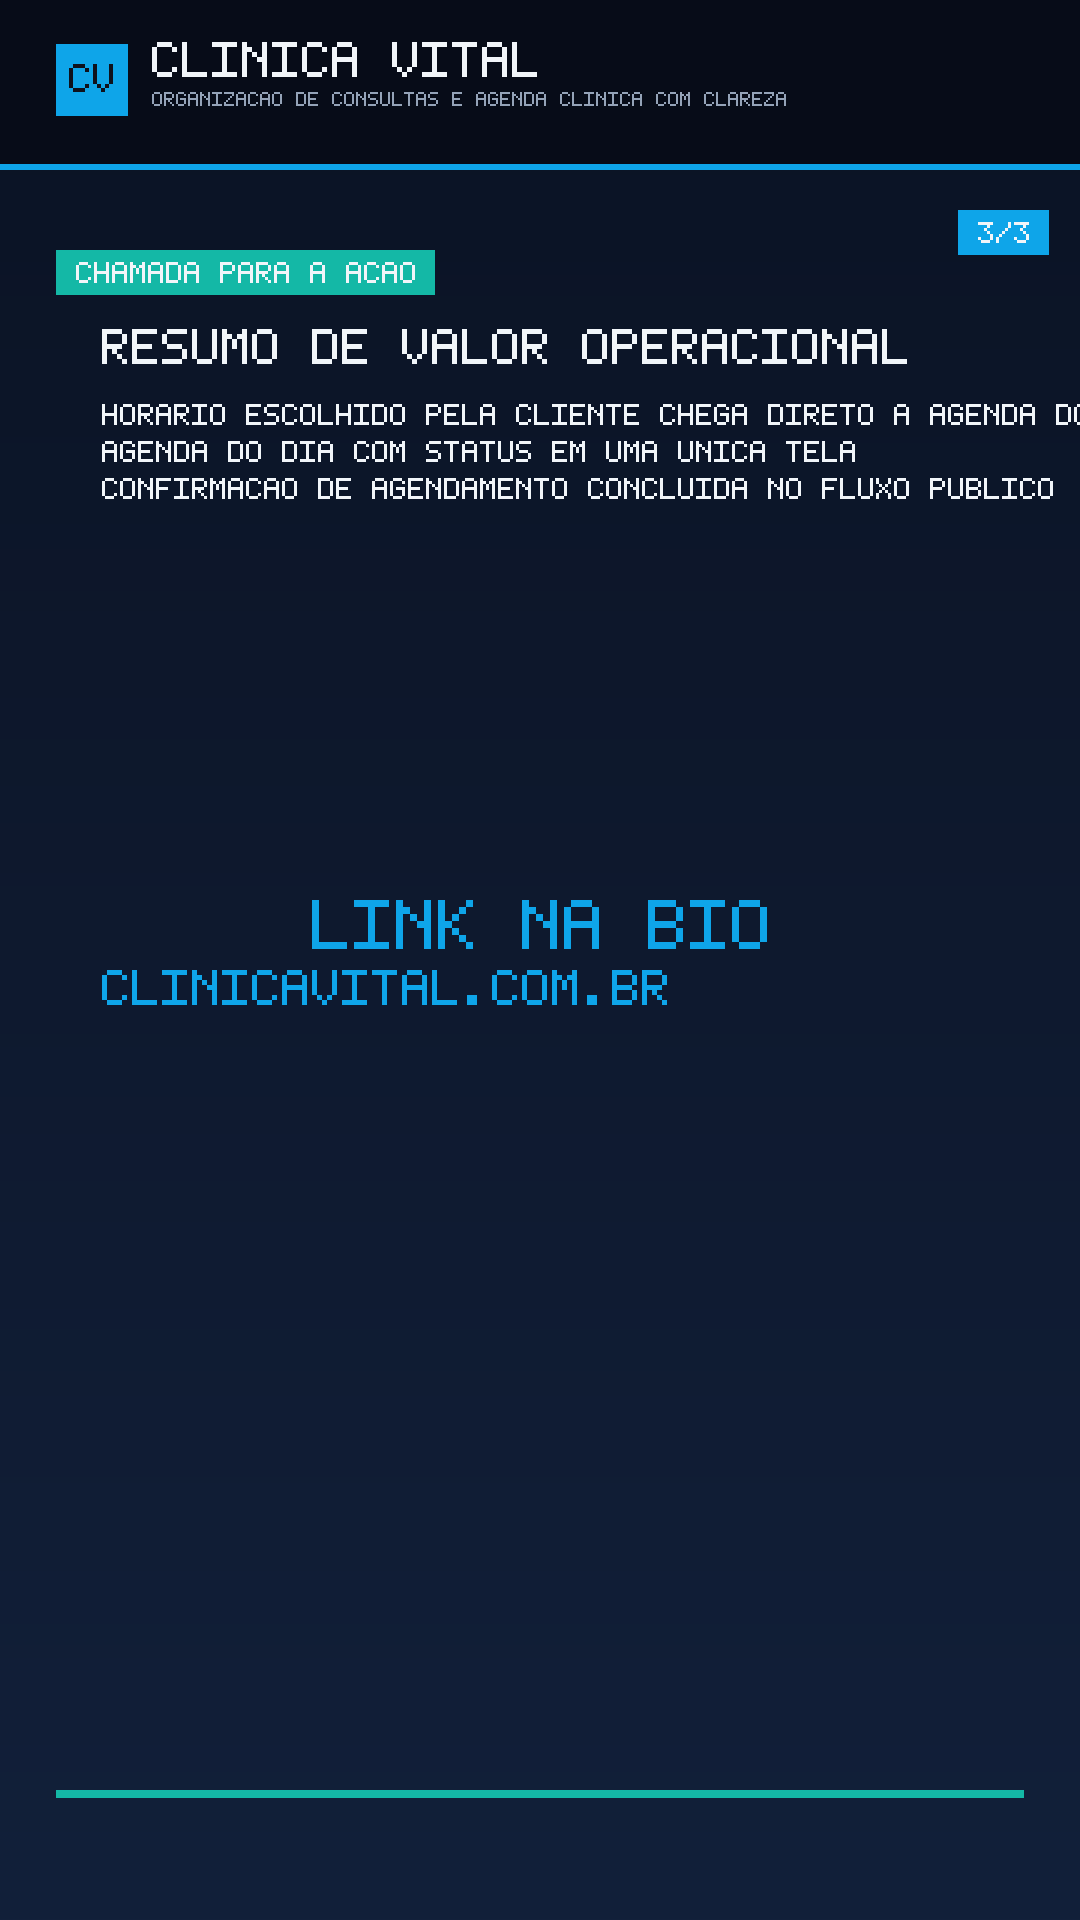 CV
CLINICA VITAL
ORGANIZACAO DE CONSULTAS E AGENDA CLINICA COM CLAREZA
3/3
CHAMADA PARA A ACAO
RESUMO DE VALOR OPERACIONAL
HORARIO ESCOLHIDO PELA CLIENTE CHEGA DIRETO A AGENDA DO
AGENDA DO DIA COM STATUS EM UMA UNICA TELA
CONFIRMACAO DE AGENDAMENTO CONCLUIDA NO FLUXO PUBLICO
LINK NA BIO
CLINICAVITAL.COM.BR